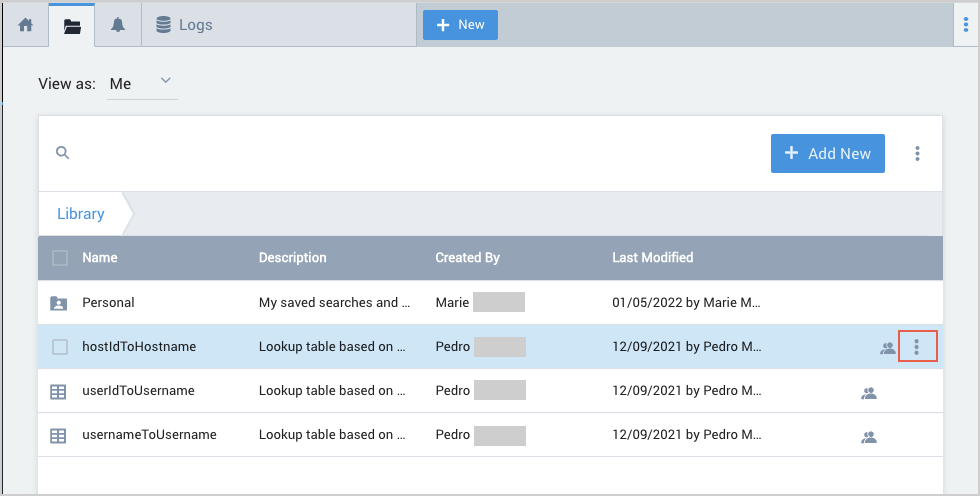 Logs
New
View as: Me
Add New
Library
Name Description Created By Last Modified
Personal My saved searches and ... Marie 01/05/2022 by Marie M...
hostIdToHostname Lookup table based on ... Pedro 12/09/2021 by Pedro M...
userIdToUsername Lookup table based on ... Pedro 12/09/2021 by Pedro M...
usernameToUsername Lookup table based on ... Pedro 12/09/2021 by Pedro M...